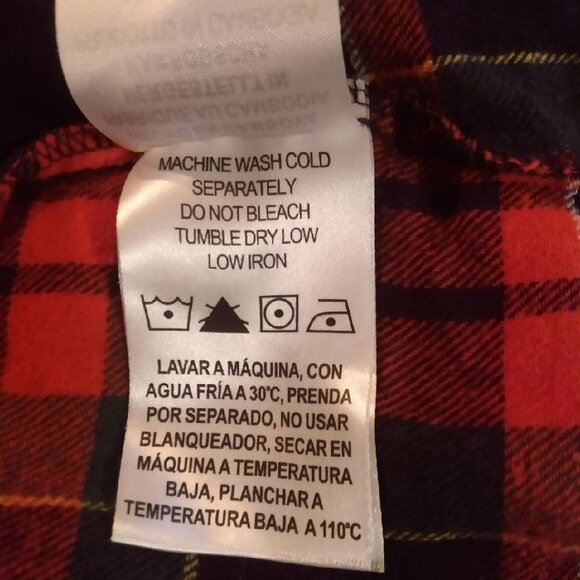 MACHINE WASH COLD
SEPARATELY
DO NOT BLEACH
TUMBLE DRY LOW
LOW IRON
LAVAR A MÁQUINA, CON
AGUA FRÍA A 30°C, PRENDA
POR SEPARADO, NO USAR
BLANQUEADOR, SECAR EN
MÁQUINA A TEMPERATURA
BAJA, PLANCHAR A
TEMPERATURA BAJA A 110°C